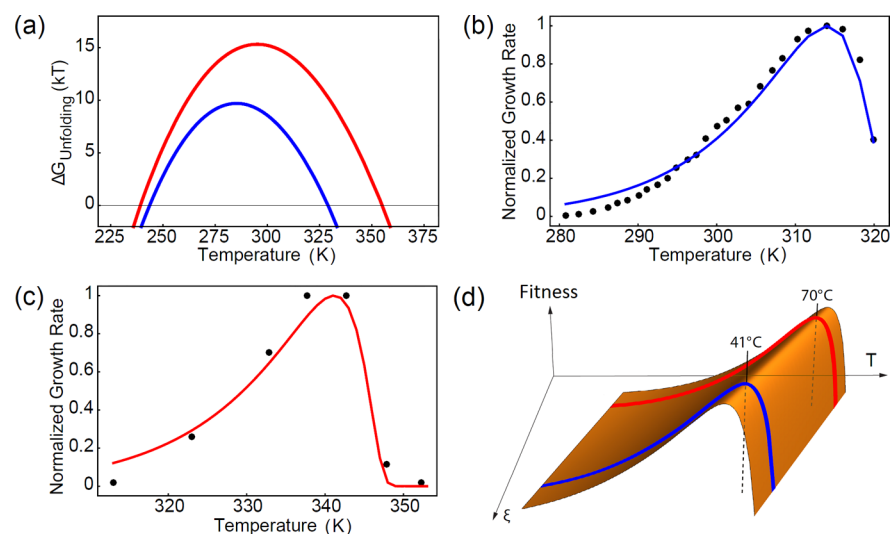 (a)
ΔG Unfolding (kT)
15
10
5
0
225 250 275 300 325 350 375
Temperature (K)
(b)
Normalized Growth Rate
1
0.8
0.6
0.4
0.2
0
280 290 300 310 320
Temperature (K)
(c)
Normalized Growth Rate
1
0.8
0.6
0.4
0.2
0
320 330 340 350
Temperature (K)
(d)
Fitness
70°C
41°C
T
ξ